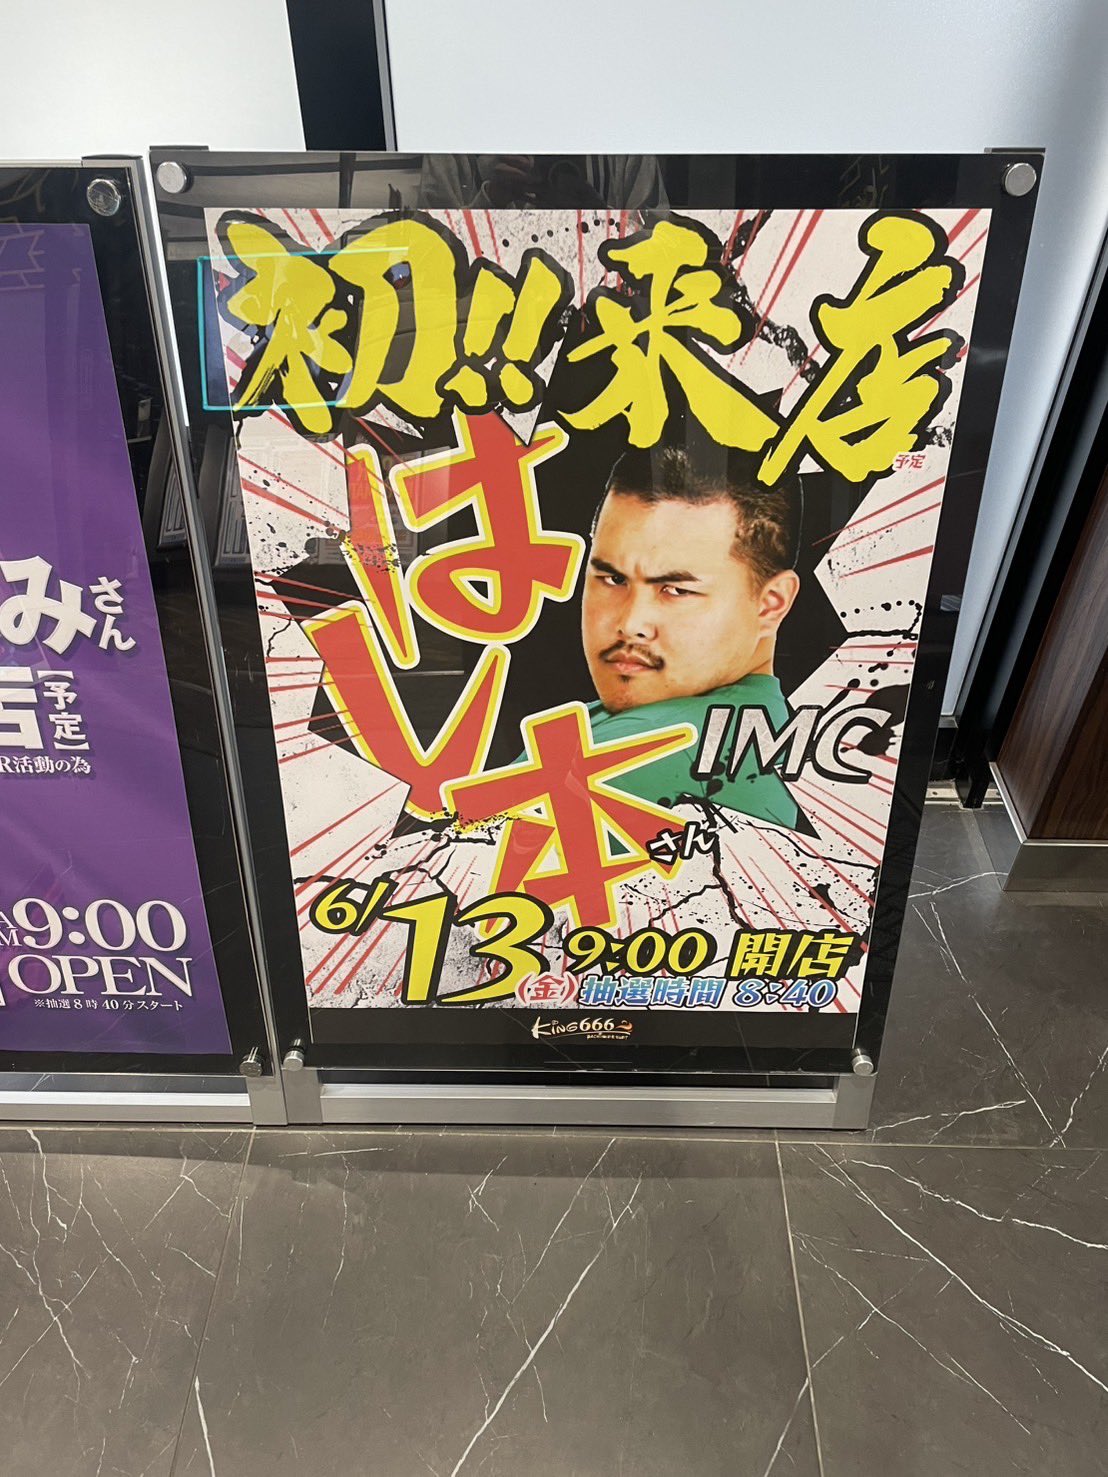 初!!来店
予定
はし本
さん
IMC
6/13(金)
9:00 開店
抽選時間 8:40
KING666
みさん
店【予定】
R活動の為
AM9:00
OPEN
※抽選8時40分スタート